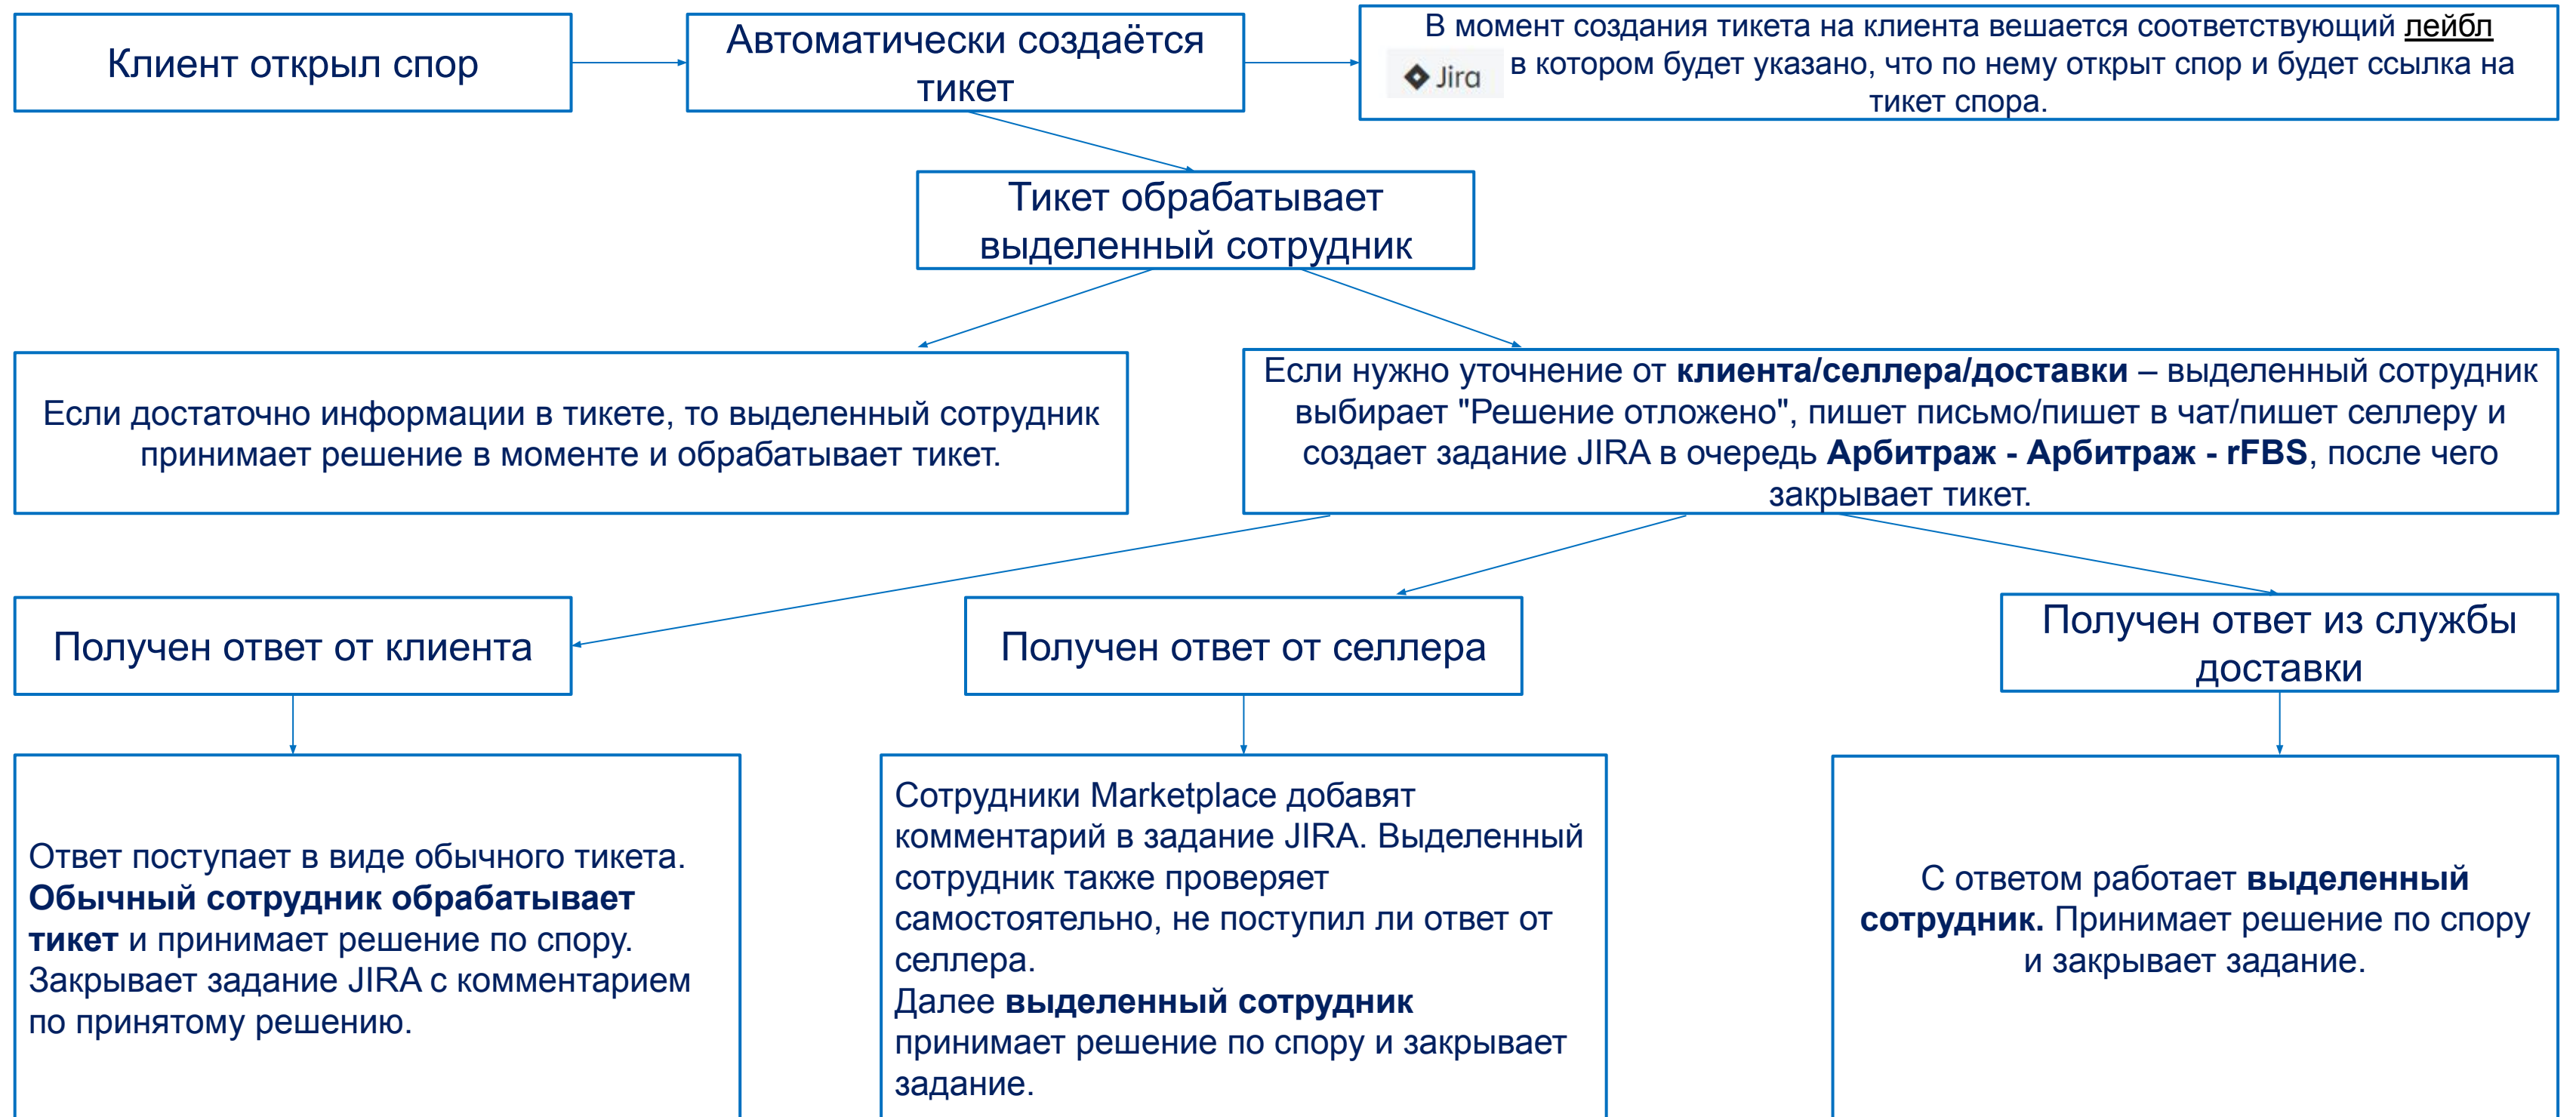 Клиент открыл спор
Автоматически создаётся
тикет
В момент создания тикета на клиента вешается соответствующий лейбл
Jira в котором будет указано, что по нему открыт спор и будет ссылка на
тикет спора.
Тикет обрабатывает
выделенный сотрудник
Если достаточно информации в тикете, то выделенный сотрудник
принимает решение в моменте и обрабатывает тикет.
Если нужно уточнение от клиента/селлера/доставки – выделенный сотрудник
выбирает "Решение отложено", пишет письмо/пишет в чат/пишет селлеру и
создает задание JIRA в очередь Арбитраж - Арбитраж - rFBS, после чего
закрывает тикет.
Получен ответ от клиента
Получен ответ от селлера
Получен ответ из службы
доставки
Ответ поступает в виде обычного тикета.
Обычный сотрудник обрабатывает
тикет и принимает решение по спору.
Закрывает задание JIRA с комментарием
по принятому решению.
Сотрудники Marketplace добавят
комментарий в задание JIRA. Выделенный
сотрудник также проверяет
самостоятельно, не поступил ли ответ от
селлера.
Далее выделенный сотрудник
принимает решение по спору и закрывает
задание.
С ответом работает выделенный
сотрудник. Принимает решение по спору
и закрывает задание.